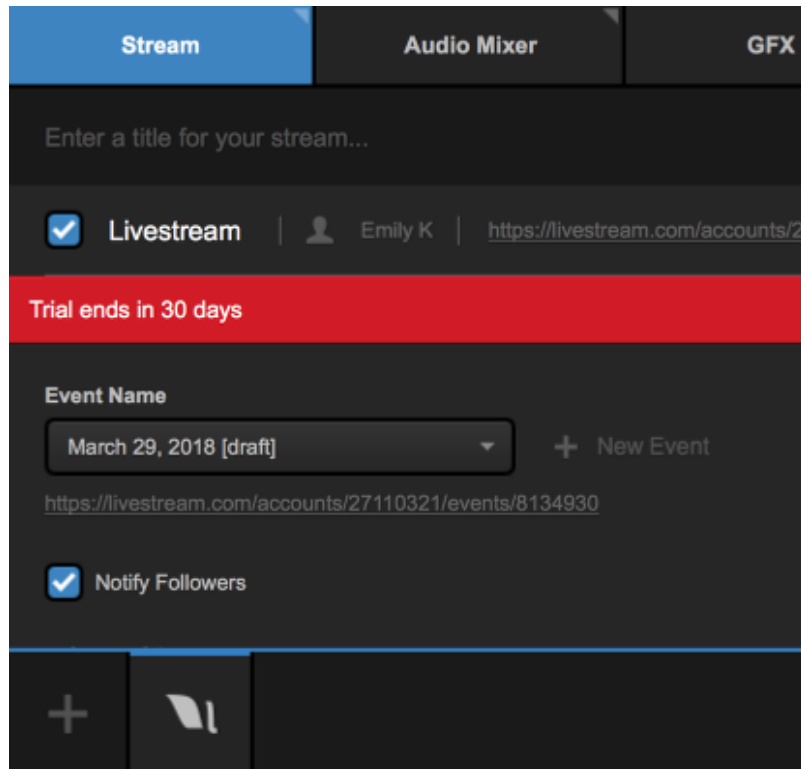 Stream Audio Mixer GFX
Enter a title for your stream...
Livestream | Emily K | https://livestream.com/accounts/2
Trial ends in 30 days
Event Name
March 29, 2018 [draft]
+ New Event
https://livestream.com/accounts/27110321/events/8134930
Notify Followers